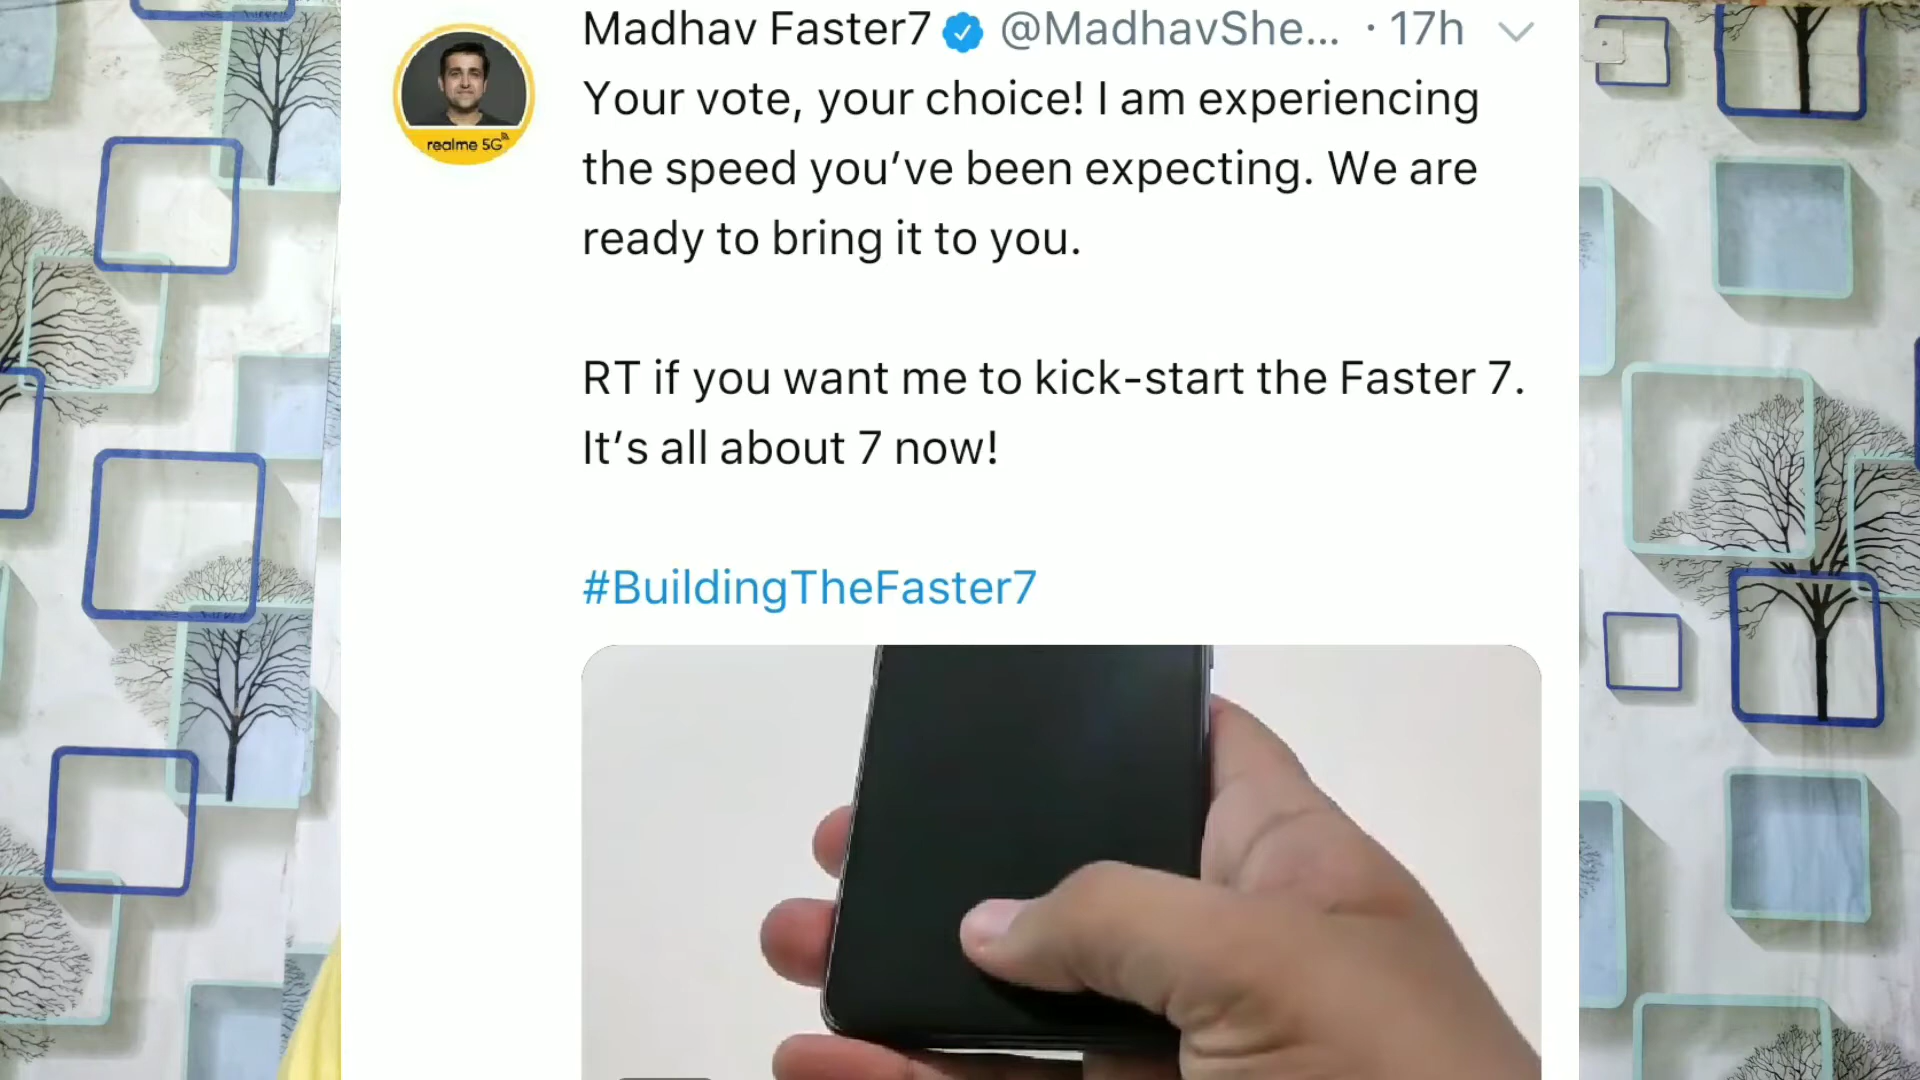 Madhav Faster7 @MadhavShe... · 17h
Your vote, your choice! I am experiencing
the speed you’ve been expecting. We are
ready to bring it to you.
RT if you want me to kick-start the Faster 7.
It’s all about 7 now!
#BuildingTheFaster7
realme 5G